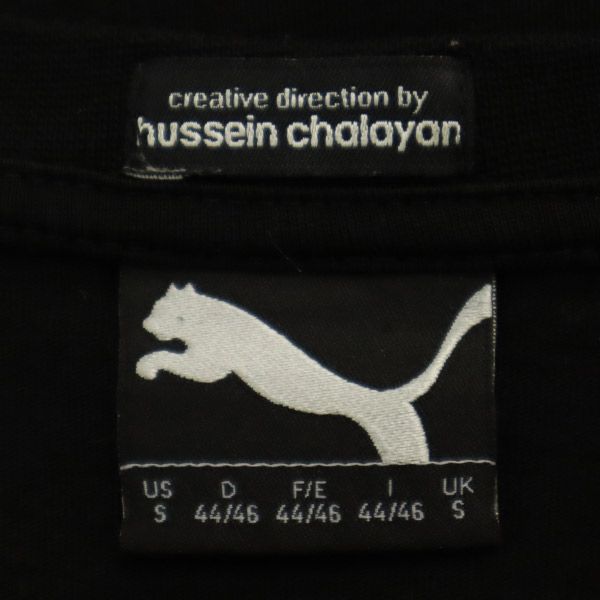 creative direction by
hussein chalayan
US D F/E I UK
S 44/46 44/46 44/46 S